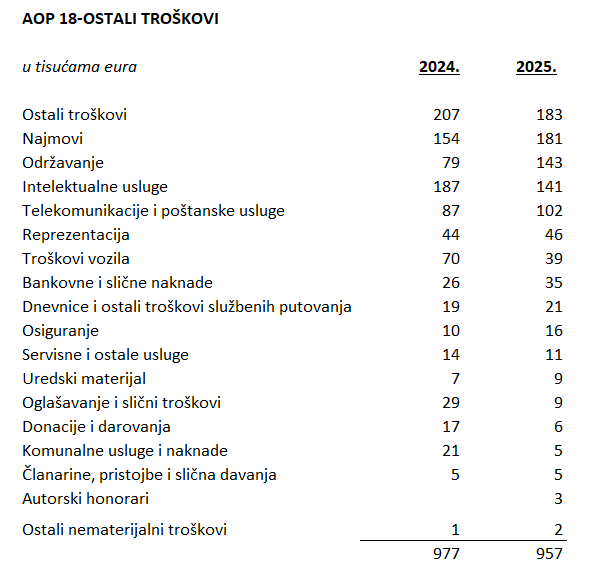 AOP 18-OSTALI TROŠKOVI
u tisućama eura 2024. 2025.
Ostali troškovi 207 183
Najmovi 154 181
Održavanje 79 143
Intelektualne usluge 187 141
Telekomunikacije i poštanske usluge 87 102
Reprezentacija 44 46
Troškovi vozila 70 39
Bankovne i slične naknade 26 35
Dnevnice i ostali troškovi službenih putovanja 19 21
Osiguranje 10 16
Servisne i ostale usluge 14 11
Uredski materijal 7 9
Oglašavanje i slični troškovi 29 9
Donacije i darovanja 17 6
Komunalne usluge i naknade 21 5
Članarine, pristojbe i slična davanja 5 5
Autorski honorari 3
Ostali nematerijalni troškovi 1 2
977 957